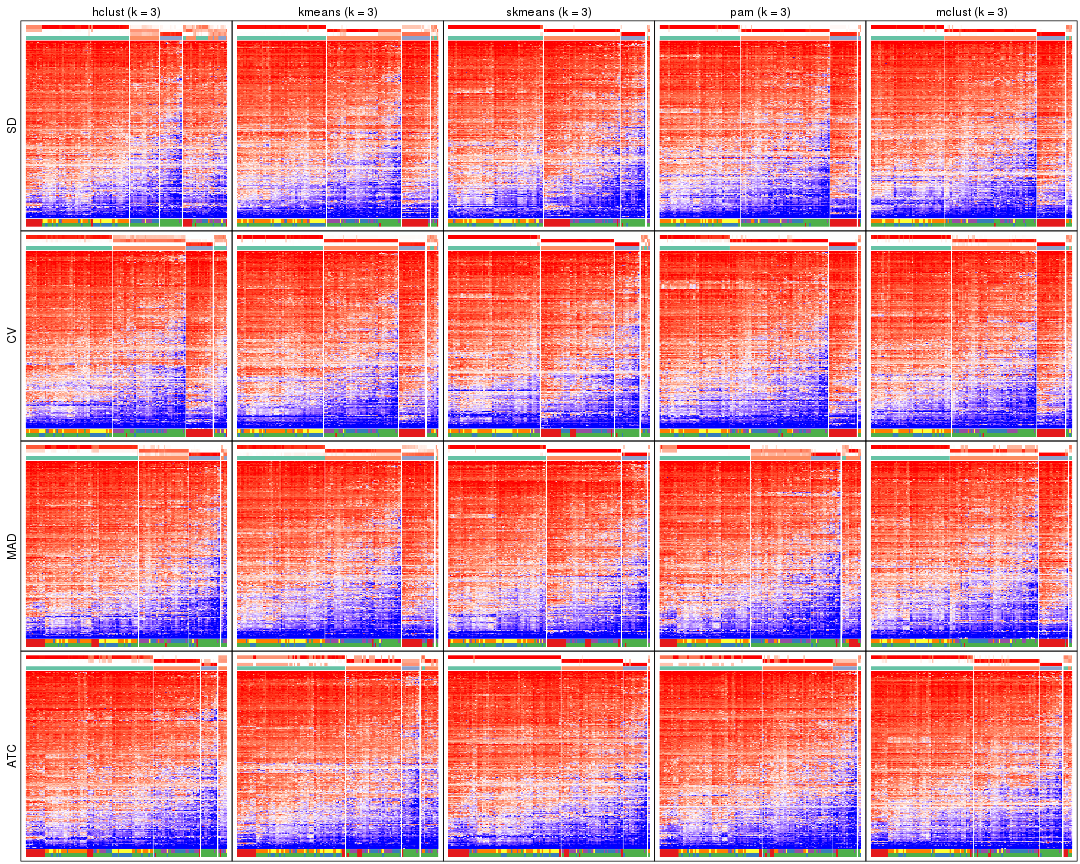 hclust (k = 3) kmeans (k = 3) skmeans (k = 3) pam (k = 3) mclust (k = 3)
SD
CV
MAD
ATC